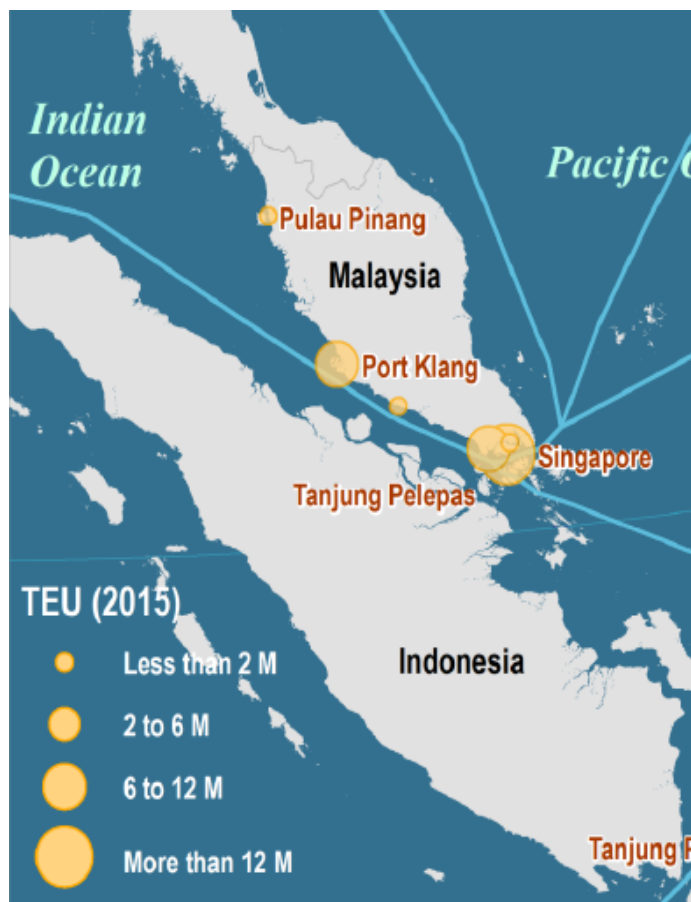 Indian
Ocean
Pacific
Pulau Pinang
Malaysia
Port Klang
Singapore
Tanjung Pelepas
TEU (2015)
Indonesia
Less than 2 M
2 to 6 M
6 to 12 M
More than 12 M
Tanjung